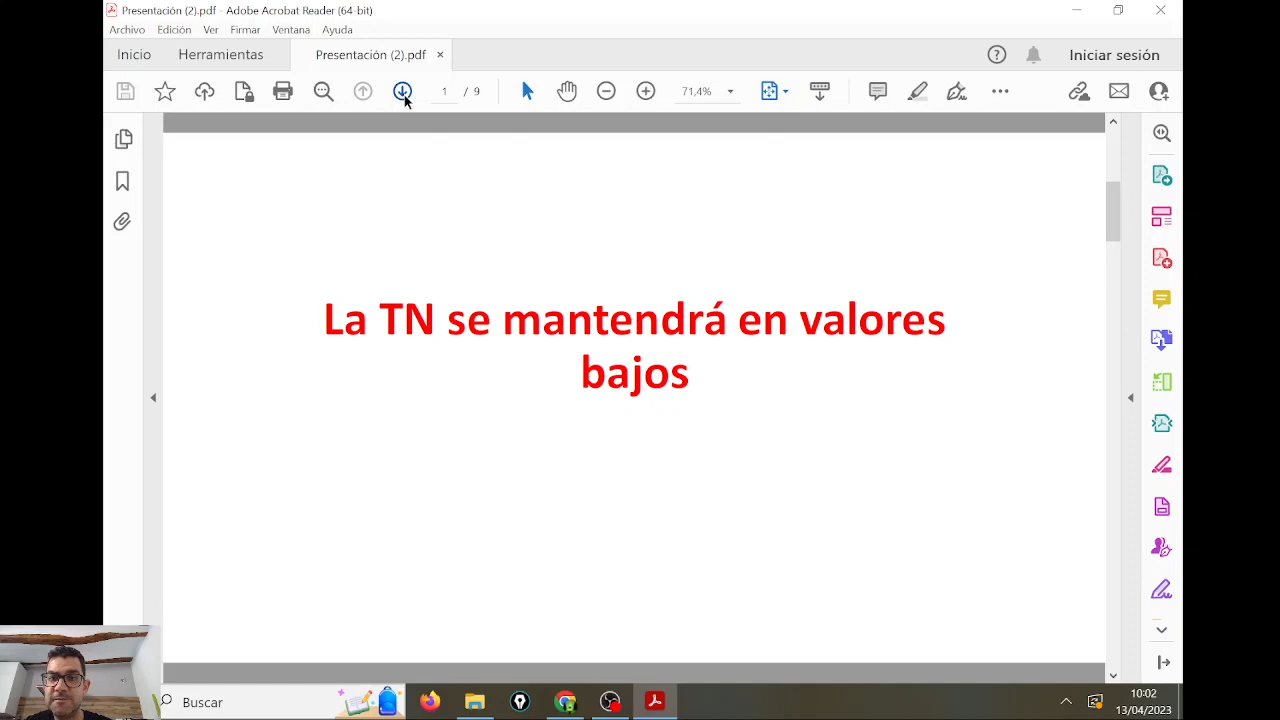 Presentación (2).pdf - Adobe Acrobat Reader (64-bit)
Archivo Edición Ver Firmar Ventana Ayuda
Inicio Herramientas Presentación (2).pdf × Iniciar sesión
1 / 9 71,4%
La TN se mantendrá en valores
bajos
Buscar
10:02
13/04/2023